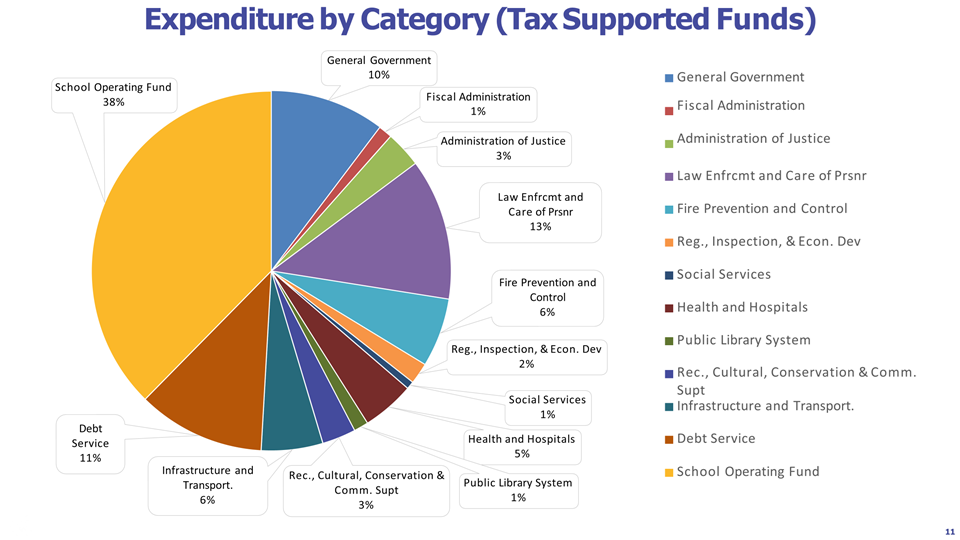 Expenditure by Category (Tax Supported Funds)
General Government
10%
Fiscal Administration
1%
Administration of Justice
3%
Law Enfrcmt and
Care of Prsnr
13%
Fire Prevention and
Control
6%
Reg., Inspection, & Econ. Dev
2%
Social Services
1%
Health and Hospitals
5%
Public Library System
1%
Rec., Cultural, Conservation &
Comm. Supt
3%
Infrastructure and
Transport.
6%
Debt
Service
11%
School Operating Fund
38%
General Government
Fiscal Administration
Administration of Justice
Law Enfrcmt and Care of Prsnr
Fire Prevention and Control
Reg., Inspection, & Econ. Dev
Social Services
Health and Hospitals
Public Library System
Rec., Cultural, Conservation & Comm.
Supt
Infrastructure and Transport.
Debt Service
School Operating Fund
11